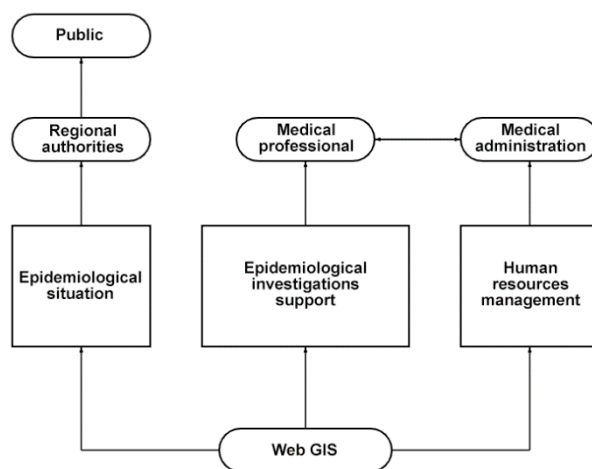 Public
Regional
authorities
Medical
professional
Medical
administration
Epidemiological
situation
Epidemiological
investigations
support
Human
resources
management
Web GIS